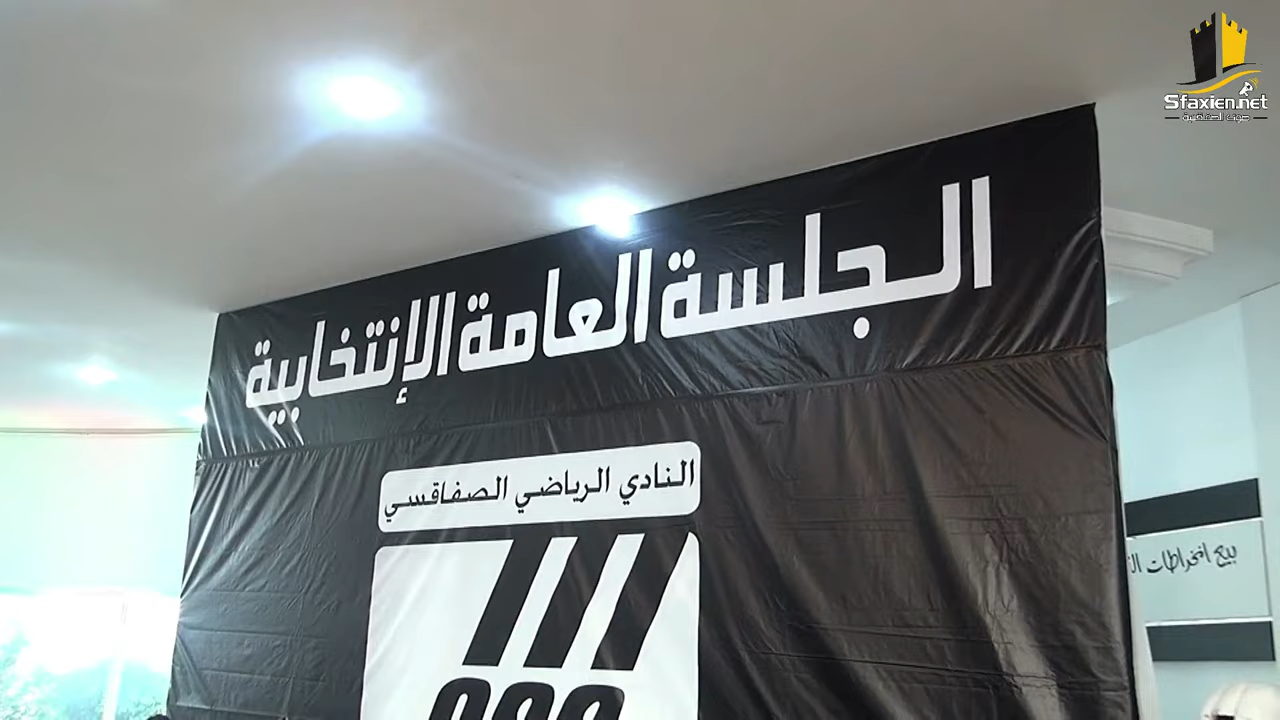 الجلسة العامة الإنتخابية
النادي الرياضي الصفاقسي
بيع انخراطات
Sfaxien.net